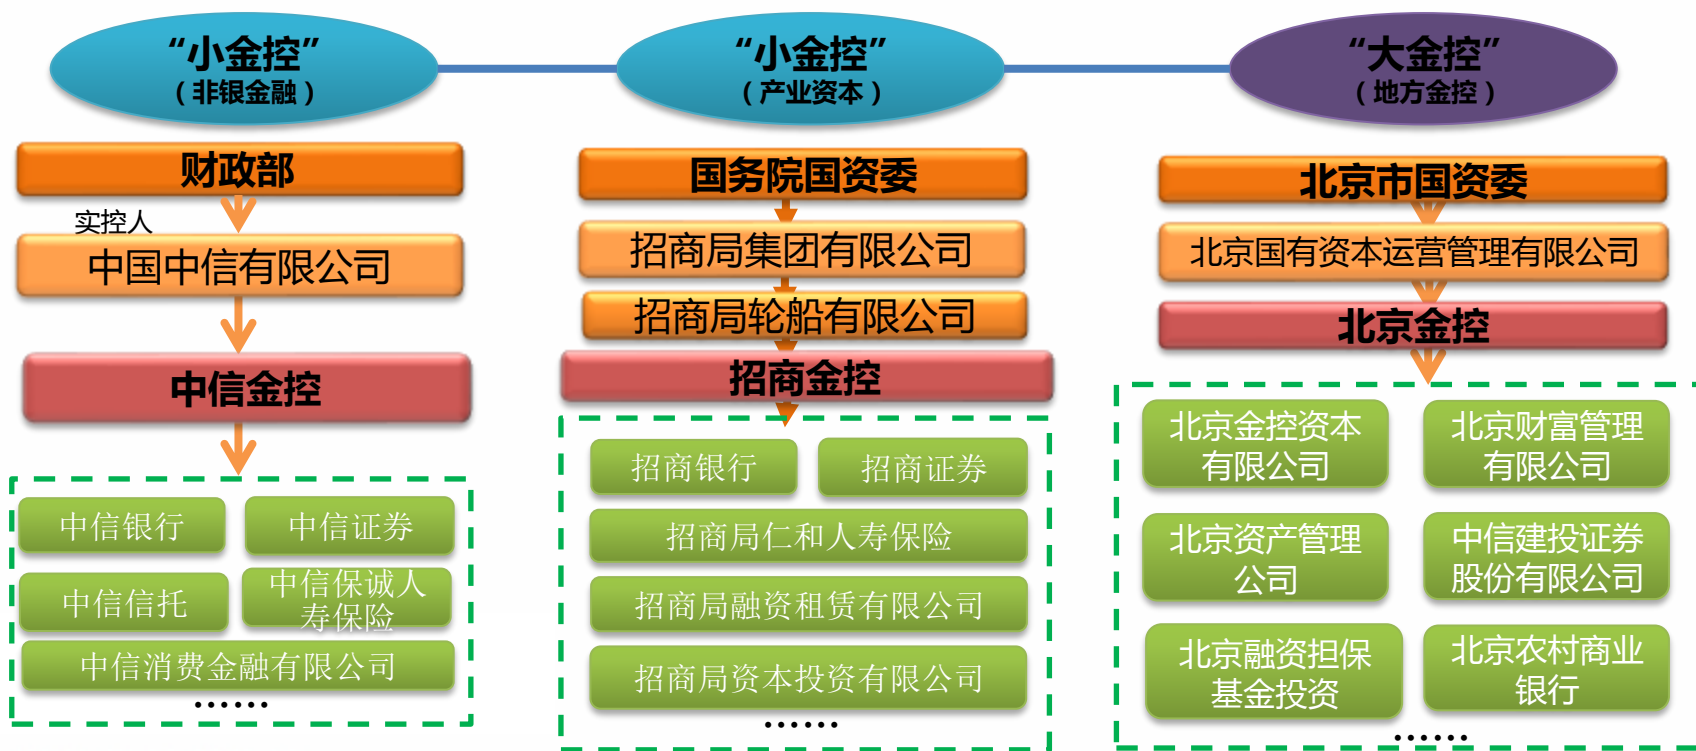 “小金控”
（非银金融）
财政部
实控人
中国中信有限公司
中信金控
中信银行
中信证券
中信信托
中信保诚人
寿保险
中信消费金融有限公司
……
“小金控”
（产业资本）
国务院国资委
招商局集团有限公司
招商局轮船有限公司
招商金控
招商银行
招商证券
招商局仁和人寿保险
招商局融资租赁有限公司
招商局资本投资有限公司
……
“大金控”
（地方金控）
北京市国资委
北京国有资本运营管理有限公司
北京金控
北京金控资本
有限公司
北京财富管理
有限公司
北京资产管理
公司
中信建投证券
股份有限公司
北京融资担保
基金投资
北京农村商业
银行
……